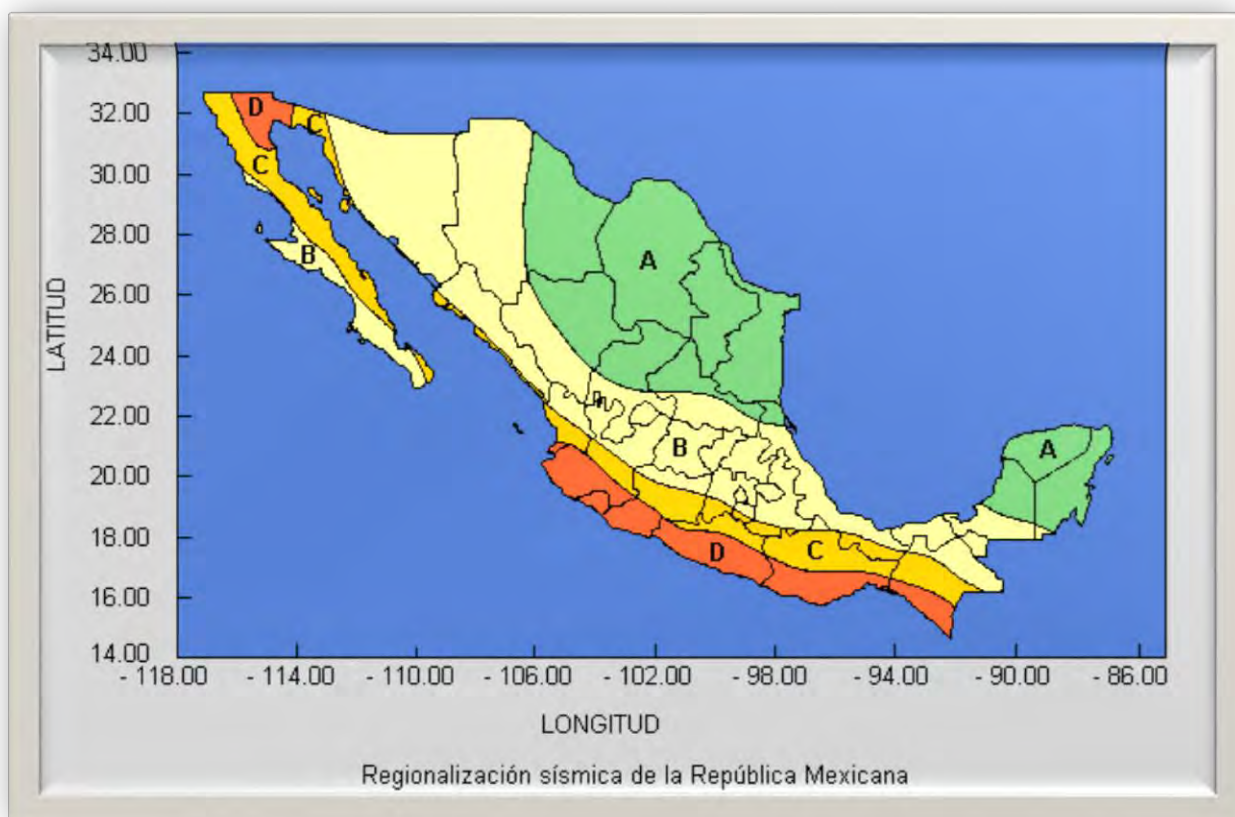 34.00
32.00
30.00
28.00
26.00
24.00
22.00
20.00
18.00
16.00
14.00
LATITUD
D
C
C
B
A
B
A
D
C
- 118.00 - 114.00 - 110.00 - 106.00 - 102.00 - 98.00 - 94.00 - 90.00 - 86.00
LONGITUD
Regionalización sísmica de la República Mexicana